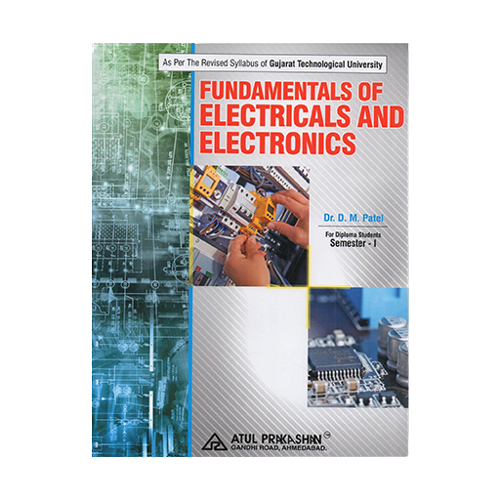 As Per The Revised Syllabus of Gujarat Technological University
FUNDAMENTALS OF
ELECTRICALS AND
ELECTRONICS
Dr. D. M. Patel
For Diploma Students
Semester - I
ATUL PRAKASHAN TM
GANDHI ROAD, AHMEDABAD.